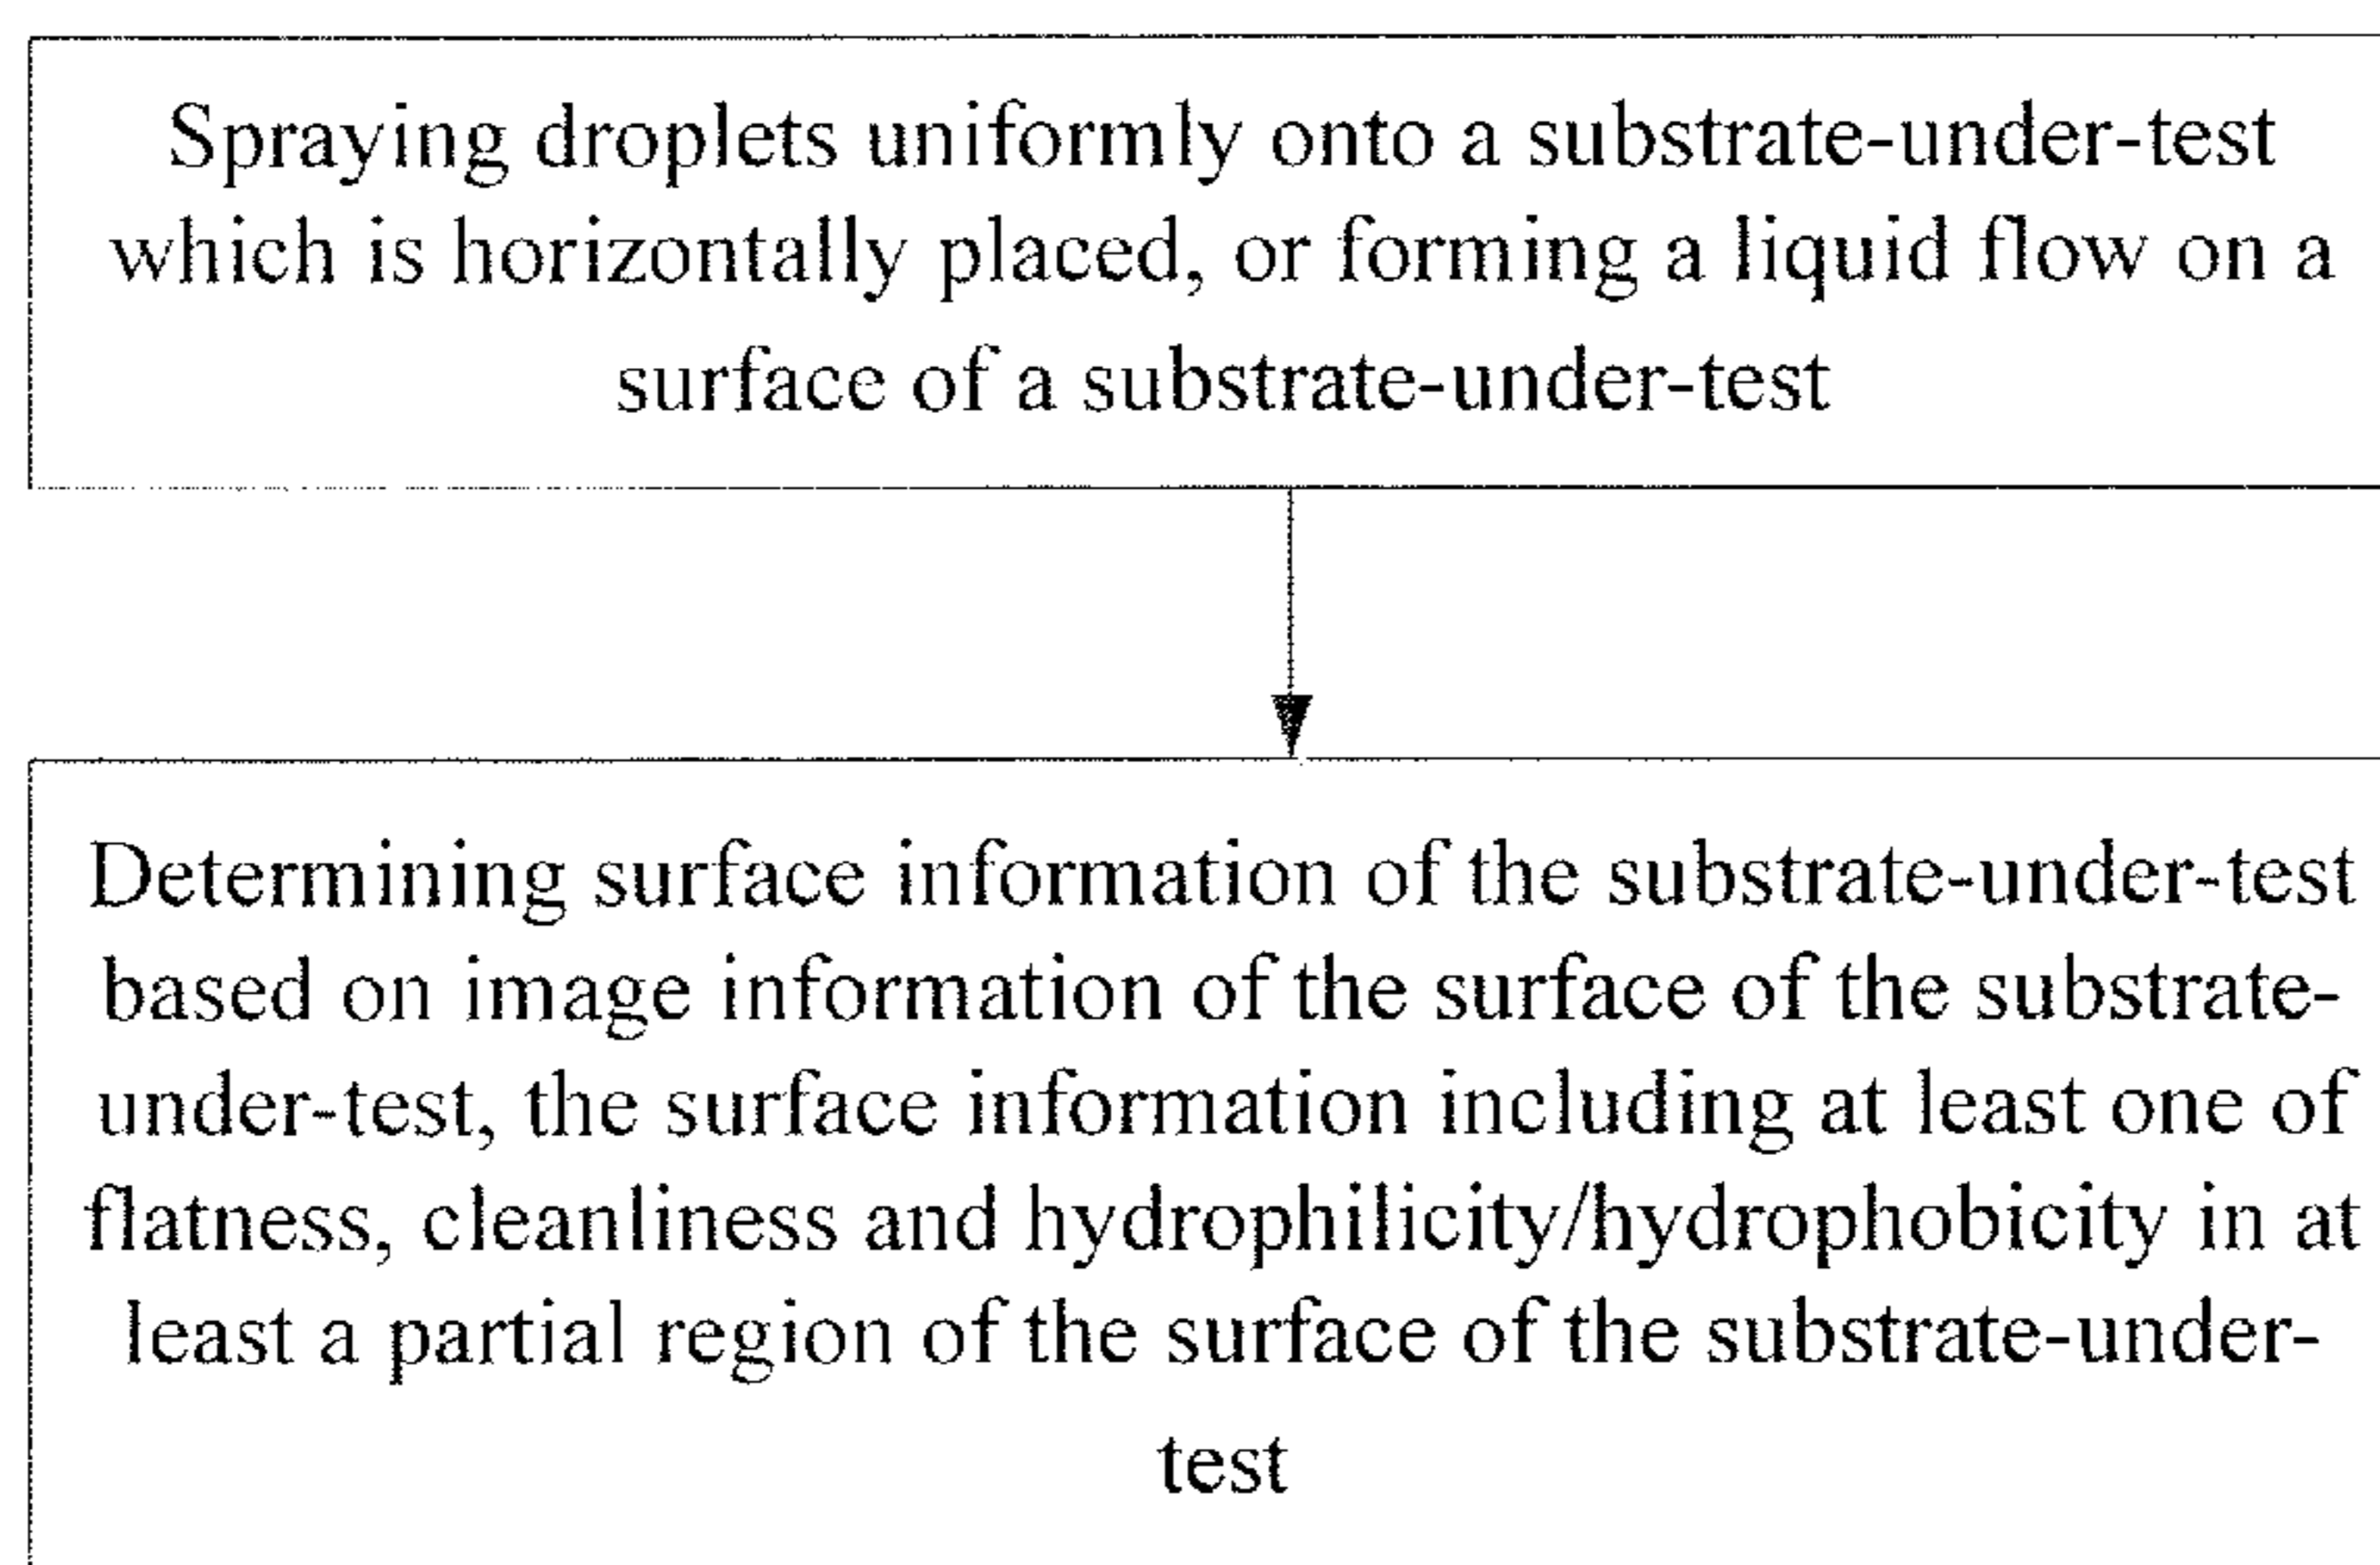 Spraying droplets uniformly onto a substrate-under-test
which is horizontally placed, or forming a liquid flow on a
surface of a substrate-under-test
Determining surface information of the substrate-under-test
based on image information of the surface of the substrate-
under-test, the surface information including at least one of
flatness, cleanliness and hydrophilicity/hydrophobicity in at
least a partial region of the surface of the substrate-under-
test